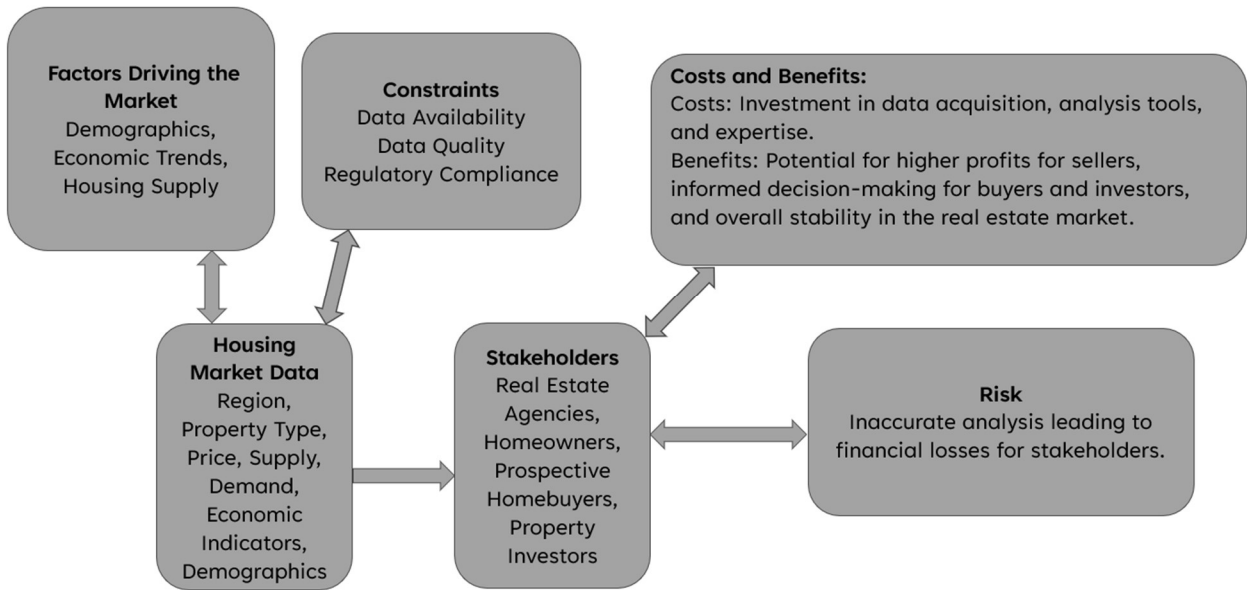 Factors Driving the
Market
Demographics,
Economic Trends,
Housing Supply
Constraints
Data Availability
Data Quality
Regulatory Compliance
Costs and Benefits:
Costs: Investment in data acquisition, analysis tools,
and expertise.
Benefits: Potential for higher profits for sellers,
informed decision-making for buyers and investors,
and overall stability in the real estate market.
Housing
Market Data
Region,
Property Type,
Price, Supply,
Demand,
Economic
Indicators,
Demographics
Stakeholders
Real Estate
Agencies,
Homeowners,
Prospective
Homebuyers,
Property
Investors
Risk
Inaccurate analysis leading to
financial losses for stakeholders.